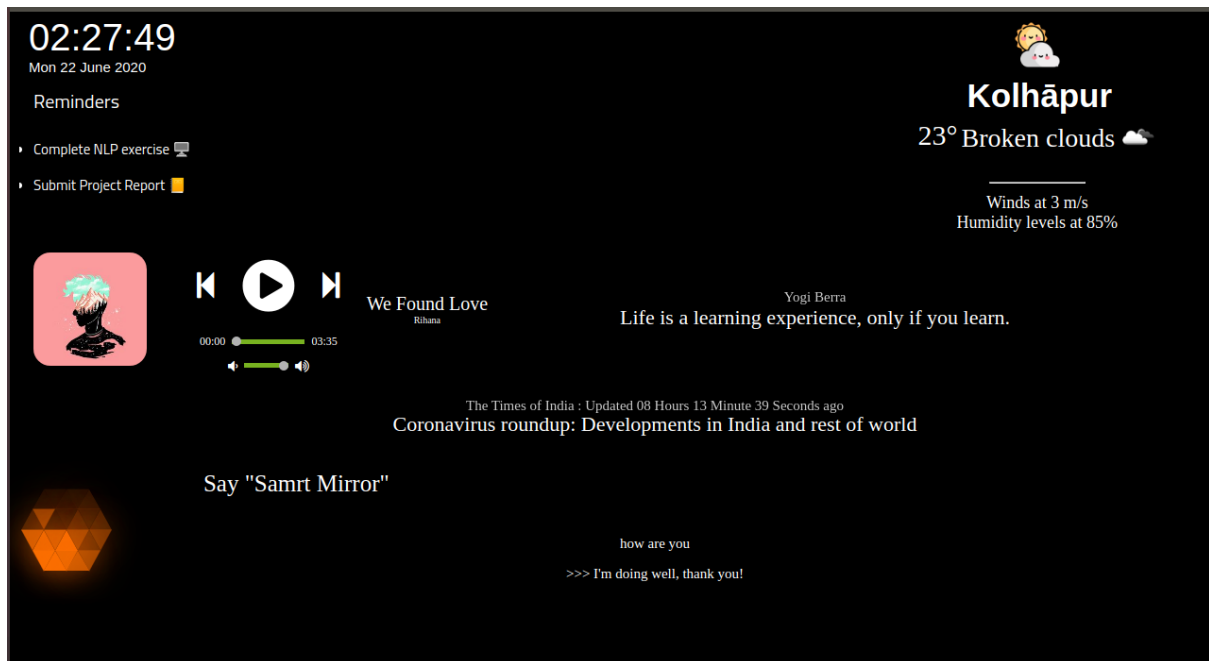 02:27:49
Mon 22 June 2020
Reminders
Complete NLP exercise
Submit Project Report
Kolhāpur
23° Broken clouds
Winds at 3 m/s
Humidity levels at 85%
We Found Love
Rihana
00:00 03:35
Yogi Berra
Life is a learning experience, only if you learn.
The Times of India : Updated 08 Hours 13 Minute 39 Seconds ago
Coronavirus roundup: Developments in India and rest of world
Say "Samrt Mirror"
how are you
>>> I'm doing well, thank you!